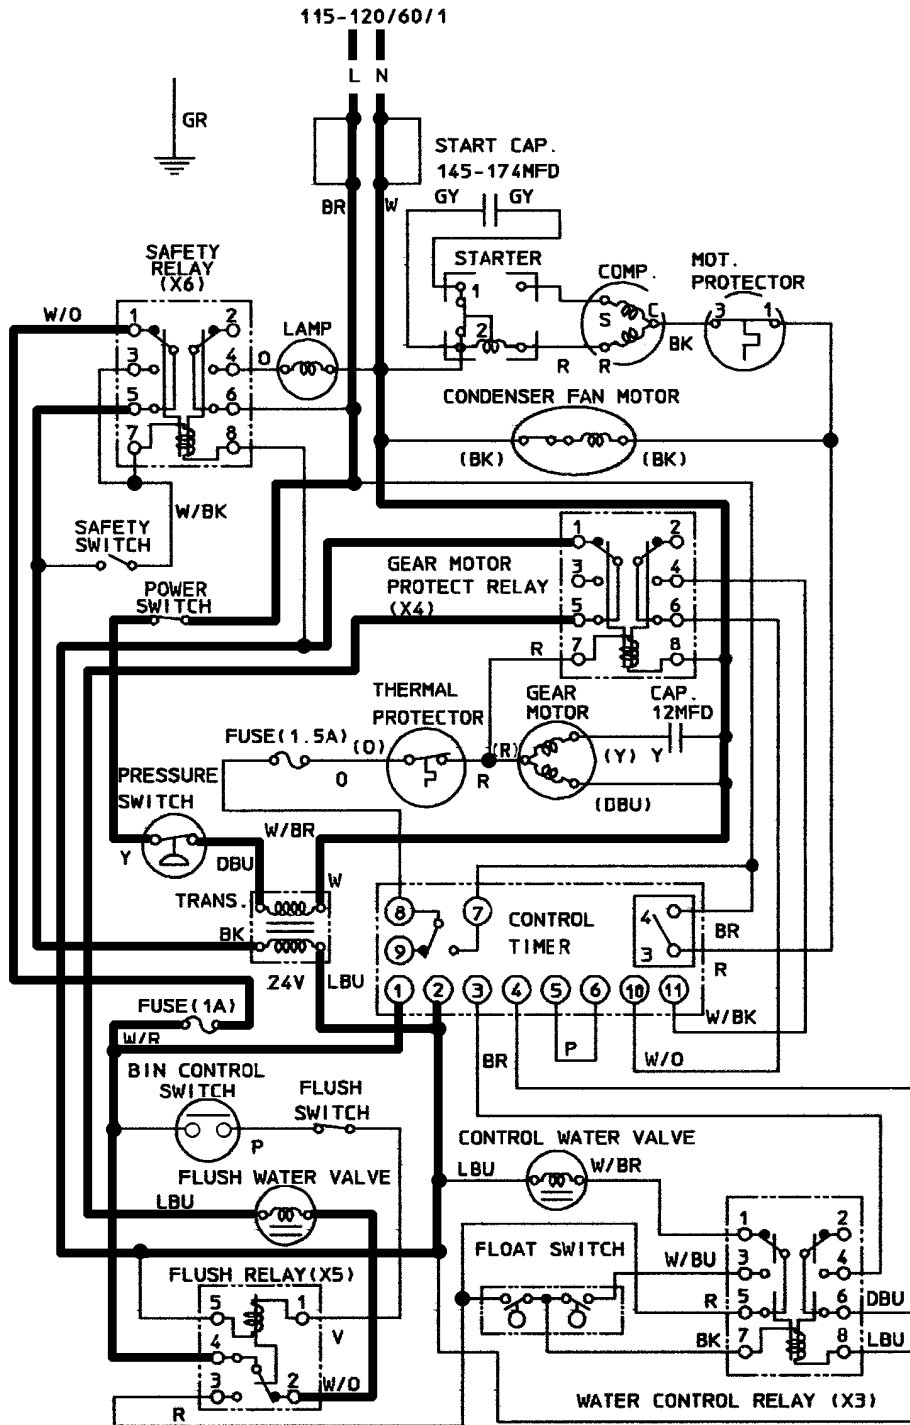 115-120/60/1
L N
GR
START CAP.
145-174MFD
GY GY
BR W
SAFETY
RELAY
(X6)
STARTER
COMP.
MOT.
PROTECTOR
W/O
1 2
LAMP
1
S C
3 1
3 4
O
2
BK
R R
5 6
CONDENSER FAN MOTOR
7 8
(BK) (BK)
W/BK
SAFETY
SWITCH
1 2
GEAR MOTOR
PROTECT RELAY
(X4)
3 4
POWER
SWITCH
5 6
R
7 8
THERMAL
PROTECTOR
GEAR
MOTOR
CAP.
12MFD
FUSE(1.5A)
(O)
O
R
(R)
(Y) Y
(DBU)
PRESSURE
SWITCH
Y
DBU
W/BR
W
TRANS.
8 7
CONTROL
TIMER
4
3
BR
R
BK
9
24V
LBU
1 2 3 4 5 6 10 11
FUSE(1A)
W/R
W/BK
BR
P
W/O
BIN CONTROL
SWITCH
FLUSH
SWITCH
P
CONTROL WATER VALVE
LBU W/BR
FLUSH WATER VALVE
LBU
1 2
FLOAT SWITCH
W/BU
3 4
FLUSH RELAY(X5)
5 1
R
5 6
DBU
V
BK
7 8
LBU
4
3 2
W/O
R
WATER CONTROL RELAY (X3)